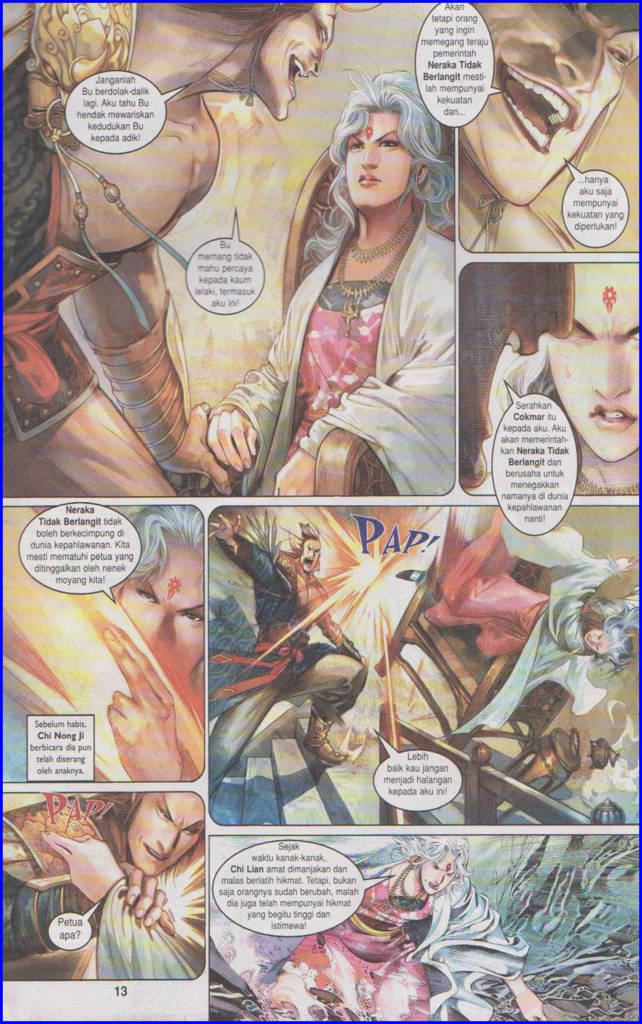 Janganlah
Bu berdolak-dalik
lagi. Aku tahu Bu
hendak mewariskan
kedudukan Bu
kepada adik!
Bu
memang tidak
mahu percaya
kepada kaum
lelaki, termasuk
aku ini!
Akan
tetapi orang
yang ingin
memegang teraju
pemerintah
Neraka Tidak
Berlangit mesti-
lah mempunyai
kekuatan
dan...
...hanya
aku saja
mempunyai
kekuatan yang
diperlukan!
Serahkan
Cokmar itu
kepada aku. Aku
akan memerintah-
kan Neraka Tidak
Berlangit dan
berusaha untuk
menegakkan
namanya di dunia
kepahlawanan
nanti!
Neraka
Tidak Berlangit tidak
boleh berkecimpung di
dunia kepahlawanan. Kita
mesti mematuhi petua yang
ditinggalkan oleh nenek
moyang kita!
Sebelum habis,
Chi Nong Ji
berbicara dia pun
telah diserang
oleh anaknya.
PAP!
Lebih
baik kau jangan
menjadi halangan
kepada aku ini!
PAP!
Petua
apa?
Sejak
waktu kanak-kanak,
Chi Lian amat dimanjakan dan
malas berlatih hikmat. Tetapi, bukan
saja orangnya sudah berubah, malah
dia juga telah mempunyai hikmat
yang begitu tinggi dan
istimewa!
13